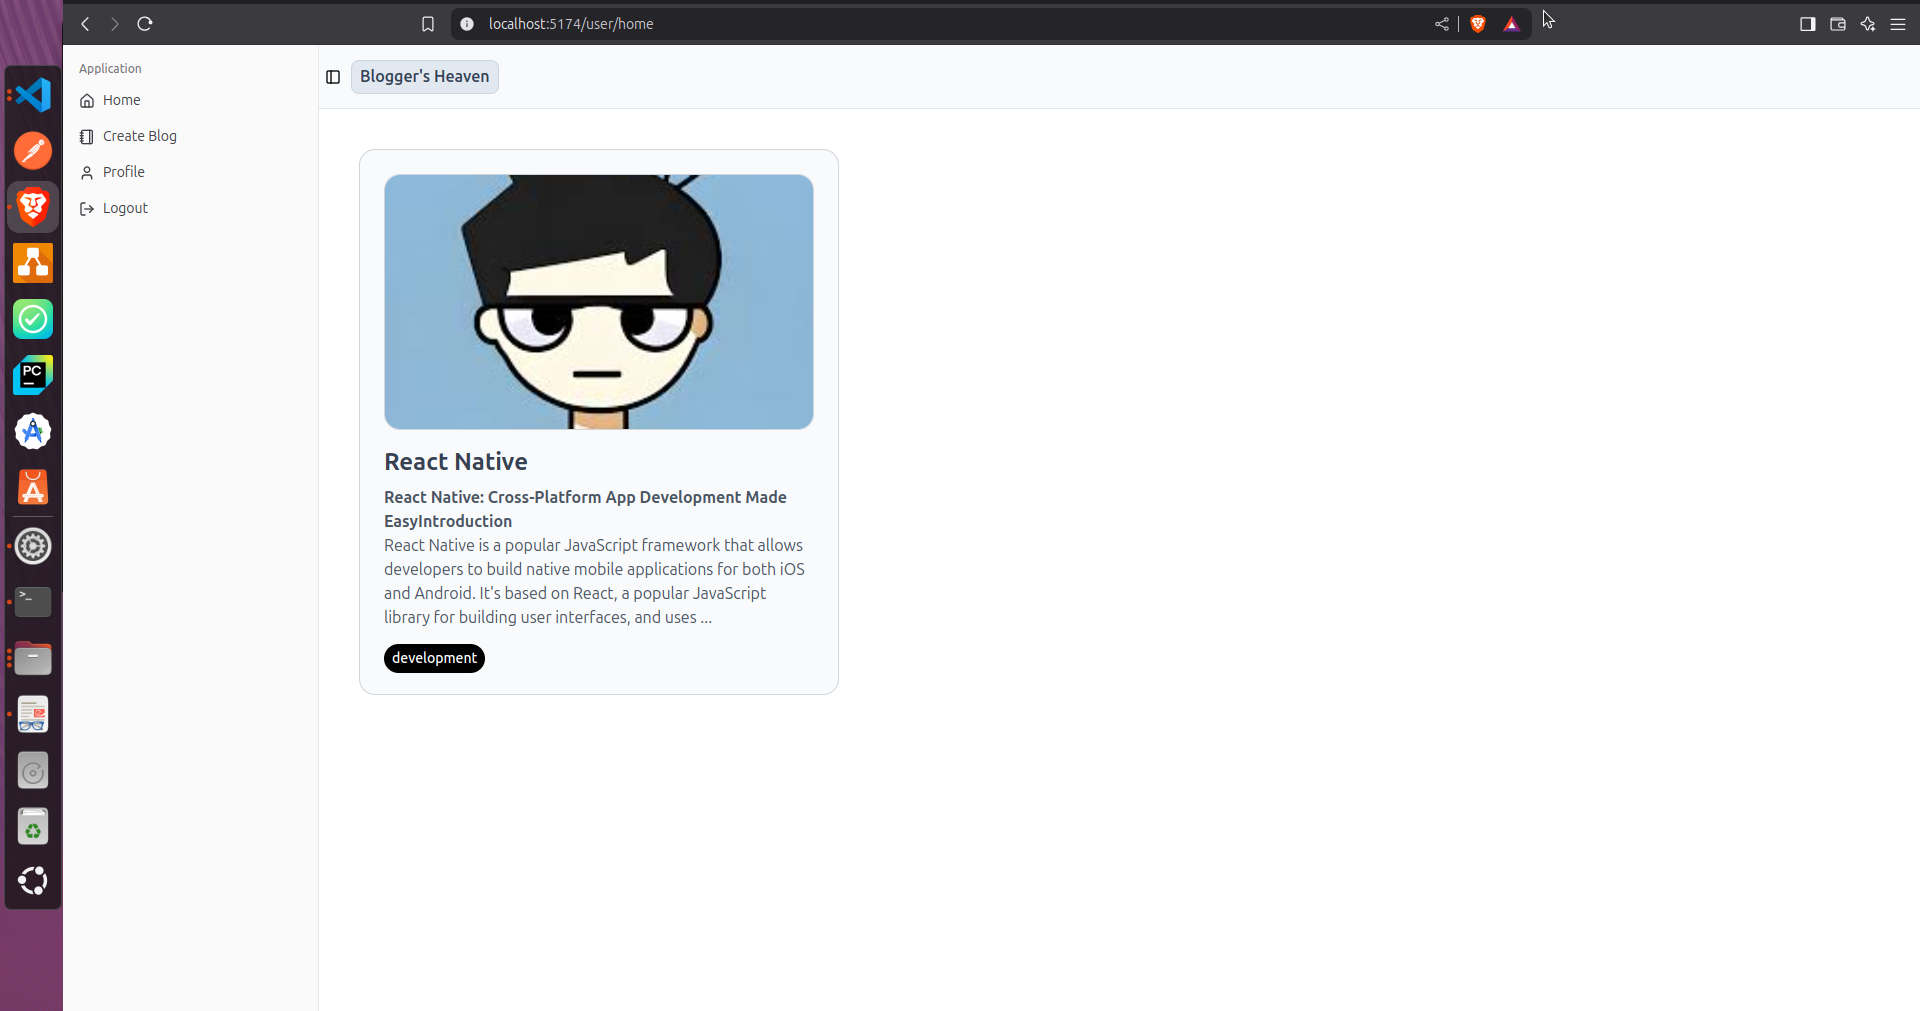 localhost:5174/user/home
Application
Home
Create Blog
Profile
Logout
Blogger's Heaven
React Native
React Native: Cross-Platform App Development Made
EasyIntroduction
React Native is a popular JavaScript framework that allows
developers to build native mobile applications for both iOS
and Android. It's based on React, a popular JavaScript
library for building user interfaces, and uses ...
development
PC
>_